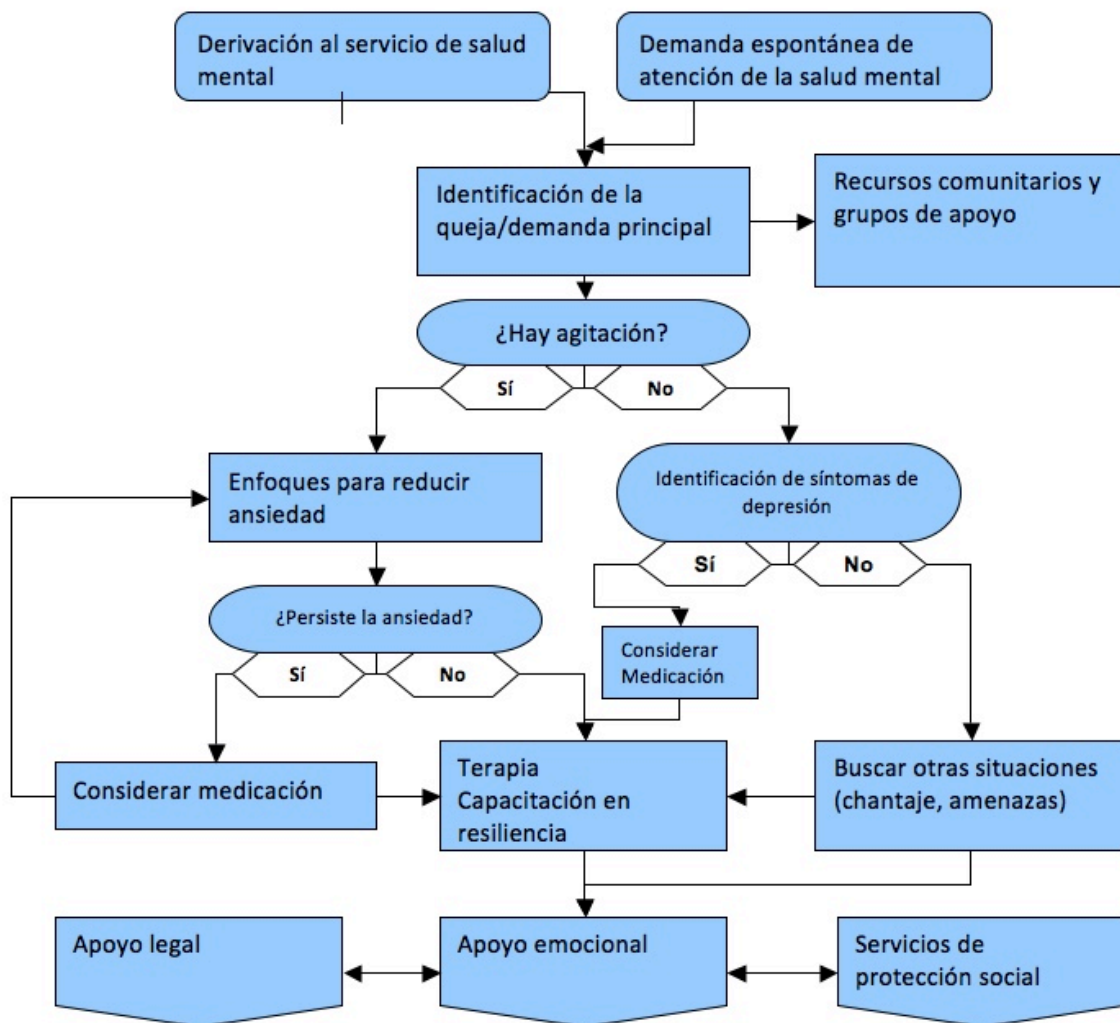 Derivación al servicio de salud
mental
Demanda espontánea de
atención de la salud mental
Identificación de la
queja/demanda principal
Recursos comunitarios y
grupos de apoyo
¿Hay agitación?
Sí
No
Enfoques para reducir
ansiedad
Identificación de síntomas de
depresión
Sí
No
¿Persiste la ansiedad?
Considerar
Medicación
Sí
No
Considerar medicación
Terapia
Capacitación en
resiliencia
Buscar otras situaciones
(chantaje, amenazas)
Apoyo legal
Apoyo emocional
Servicios de
protección social